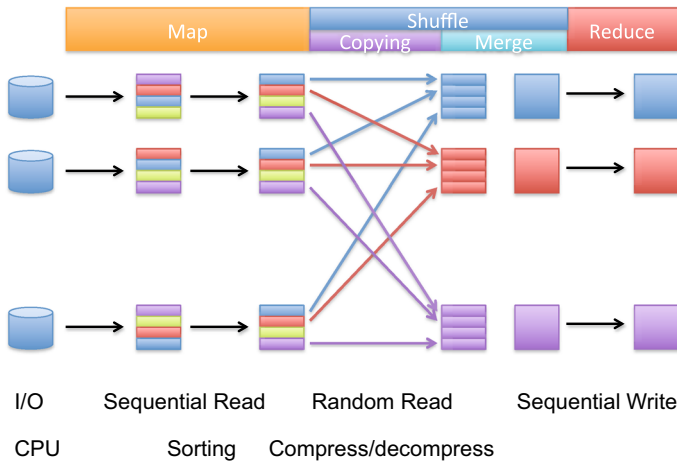 Shuffle
Map
Copying
Merge
Reduce
I/O Sequential Read Random Read Sequential Write
CPU Sorting Compress/decompress